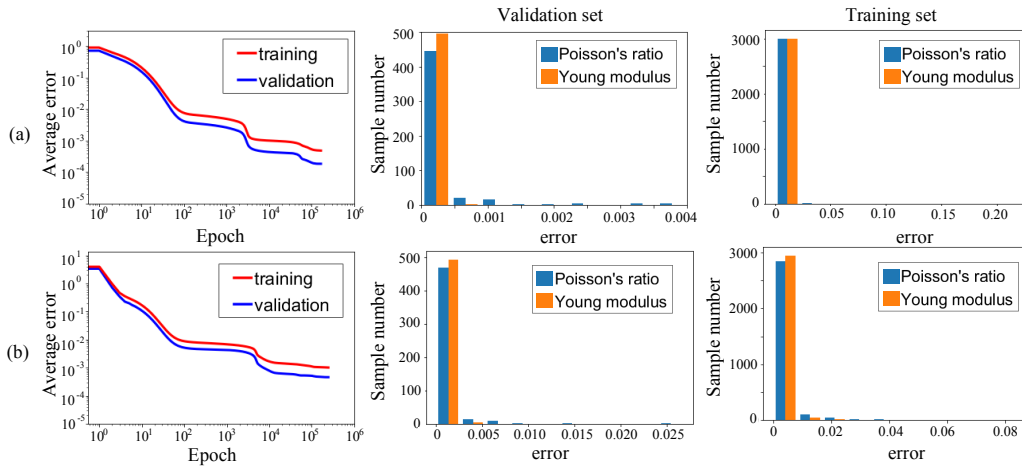 Validation set
Training set
(a)
Average error
10^0
10^-1
10^-2
10^-3
10^-4
10^-5
10^0 10^1 10^2 10^3 10^4 10^5 10^6
Epoch
training
validation
Sample number
500
400
300
200
100
0
0 0.001 0.002 0.003 0.004
error
Poisson's ratio
Young modulus
Sample number
3000
2000
1000
0
0 0.05 0.10 0.15 0.20
error
Poisson's ratio
Young modulus
(b)
Average error
10^1
10^0
10^-1
10^-2
10^-3
10^-4
10^-5
10^0 10^1 10^2 10^3 10^4 10^5 10^6
Epoch
training
validation
Sample number
500
400
300
200
100
0
0 0.005 0.010 0.015 0.020 0.025
error
Poisson's ratio
Young modulus
Sample number
3000
2000
1000
0
0 0.02 0.04 0.06 0.08
error
Poisson's ratio
Young modulus